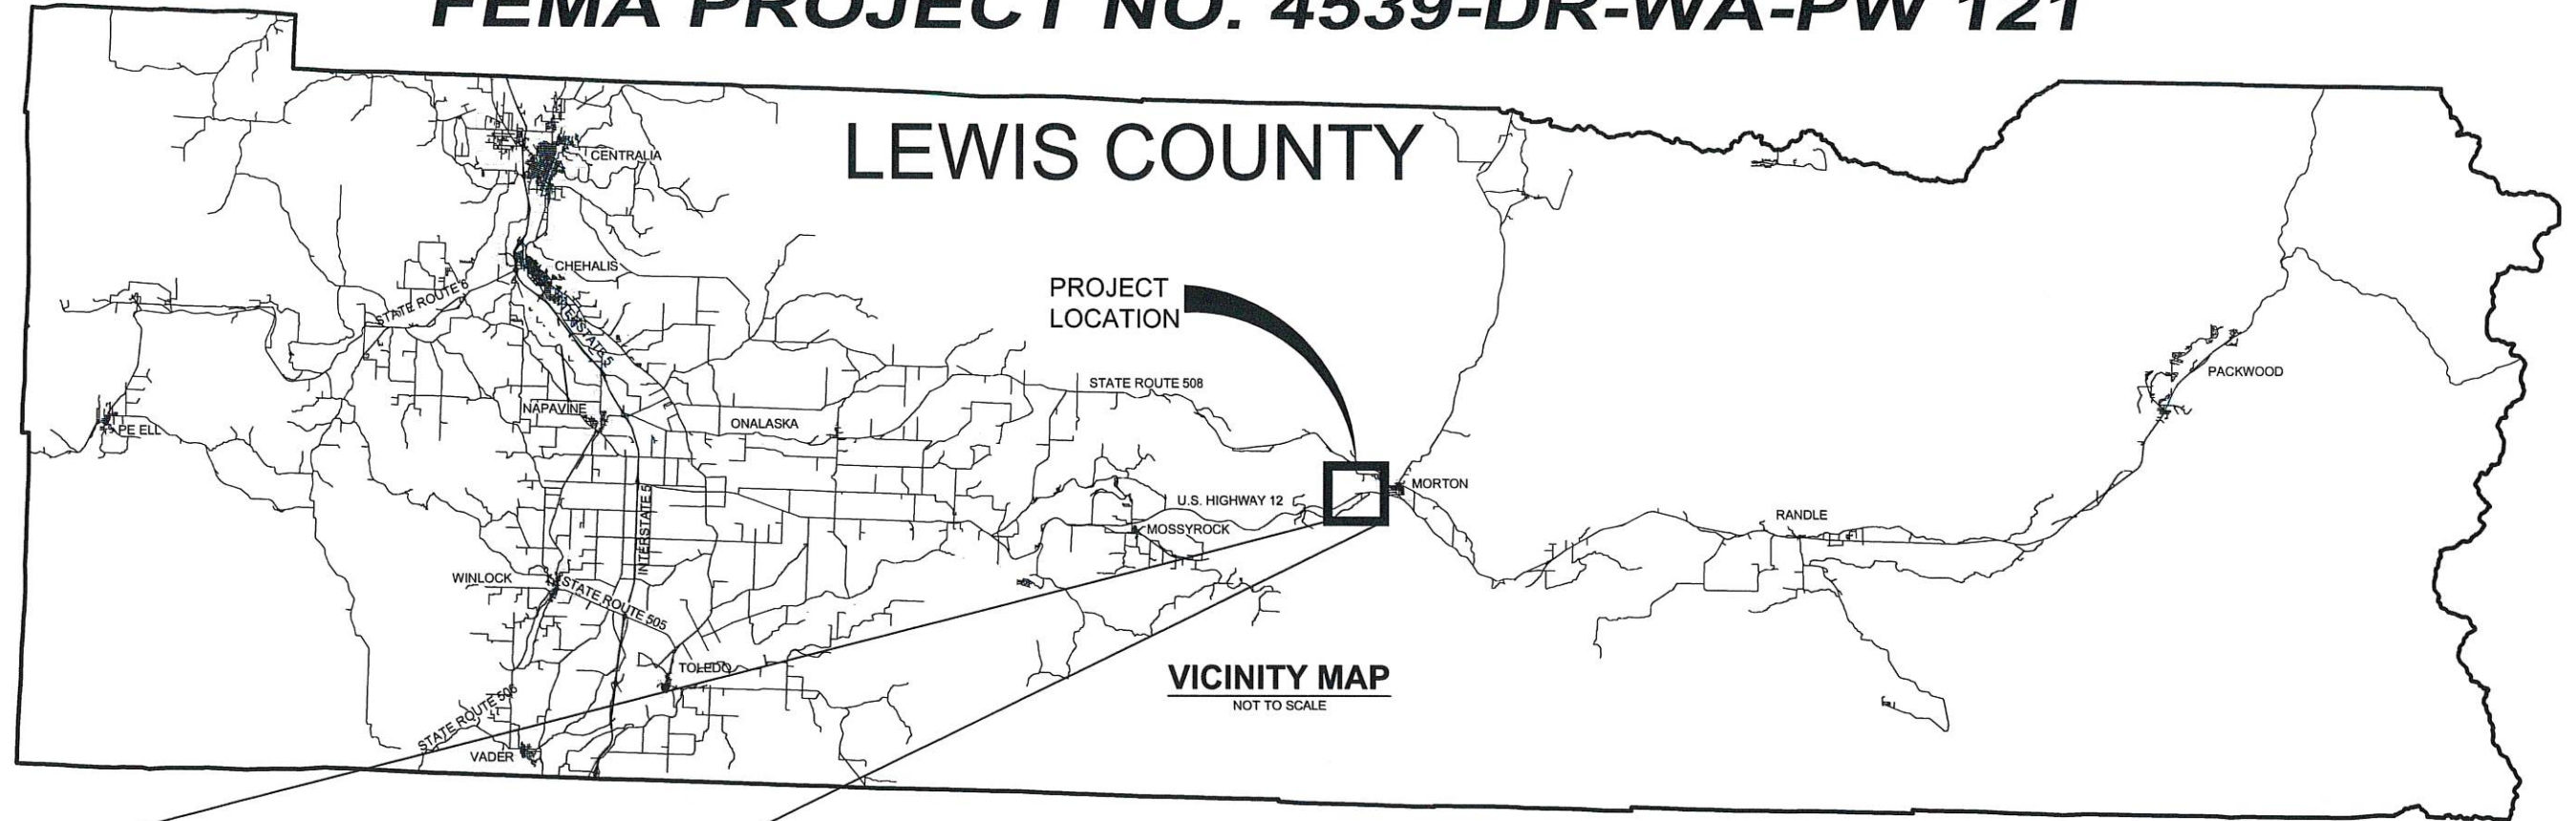 FEMA PROJECT NO. 4539-DR-WA-PW 121
LEWIS COUNTY
CENTRALIA
CHEHALIS
STATE ROUTE 6
INTERSTATE 5
PROJECT
LOCATION
PACKWOOD
STATE ROUTE 508
NAPAVINE
ONALASKA
PE ELL
MORTON
U.S. HIGHWAY 12
MOSSYROCK
RANDLE
INTERSTATE 5
WINLOCK
STATE ROUTE 505
TOLEDO
VICINITY MAP
NOT TO SCALE
STATE ROUTE 506
VADER